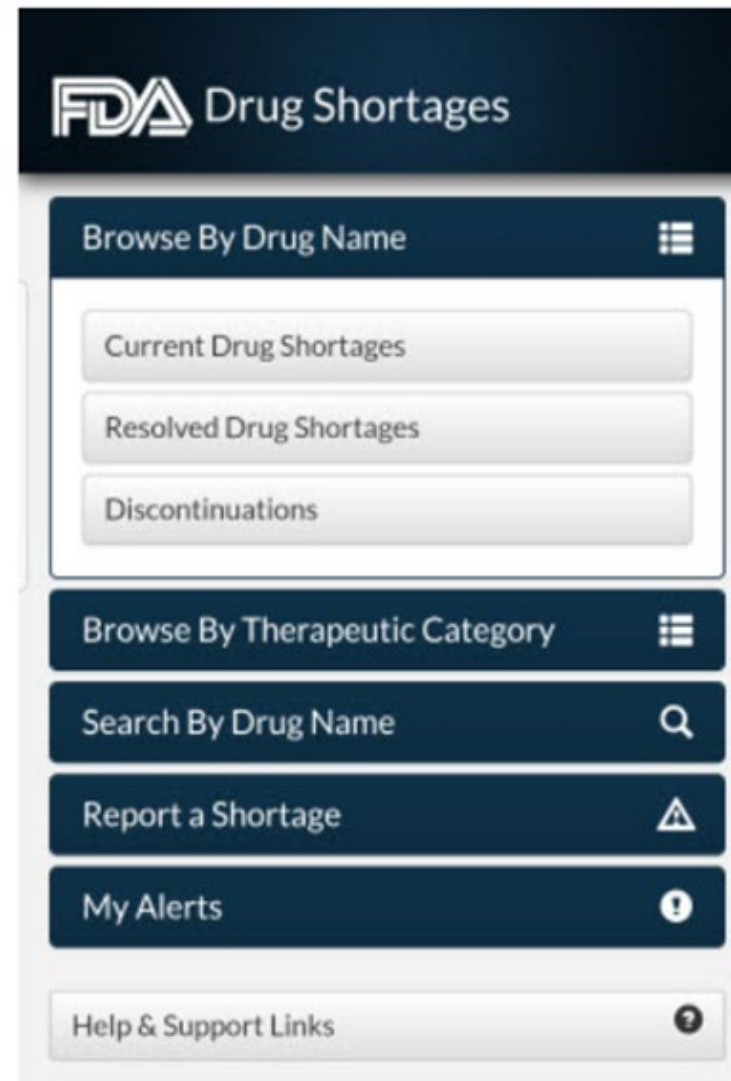 FDA Drug Shortages
Browse By Drug Name
Current Drug Shortages
Resolved Drug Shortages
Discontinuations
Browse By Therapeutic Category
Search By Drug Name
Report a Shortage
My Alerts
Help & Support Links